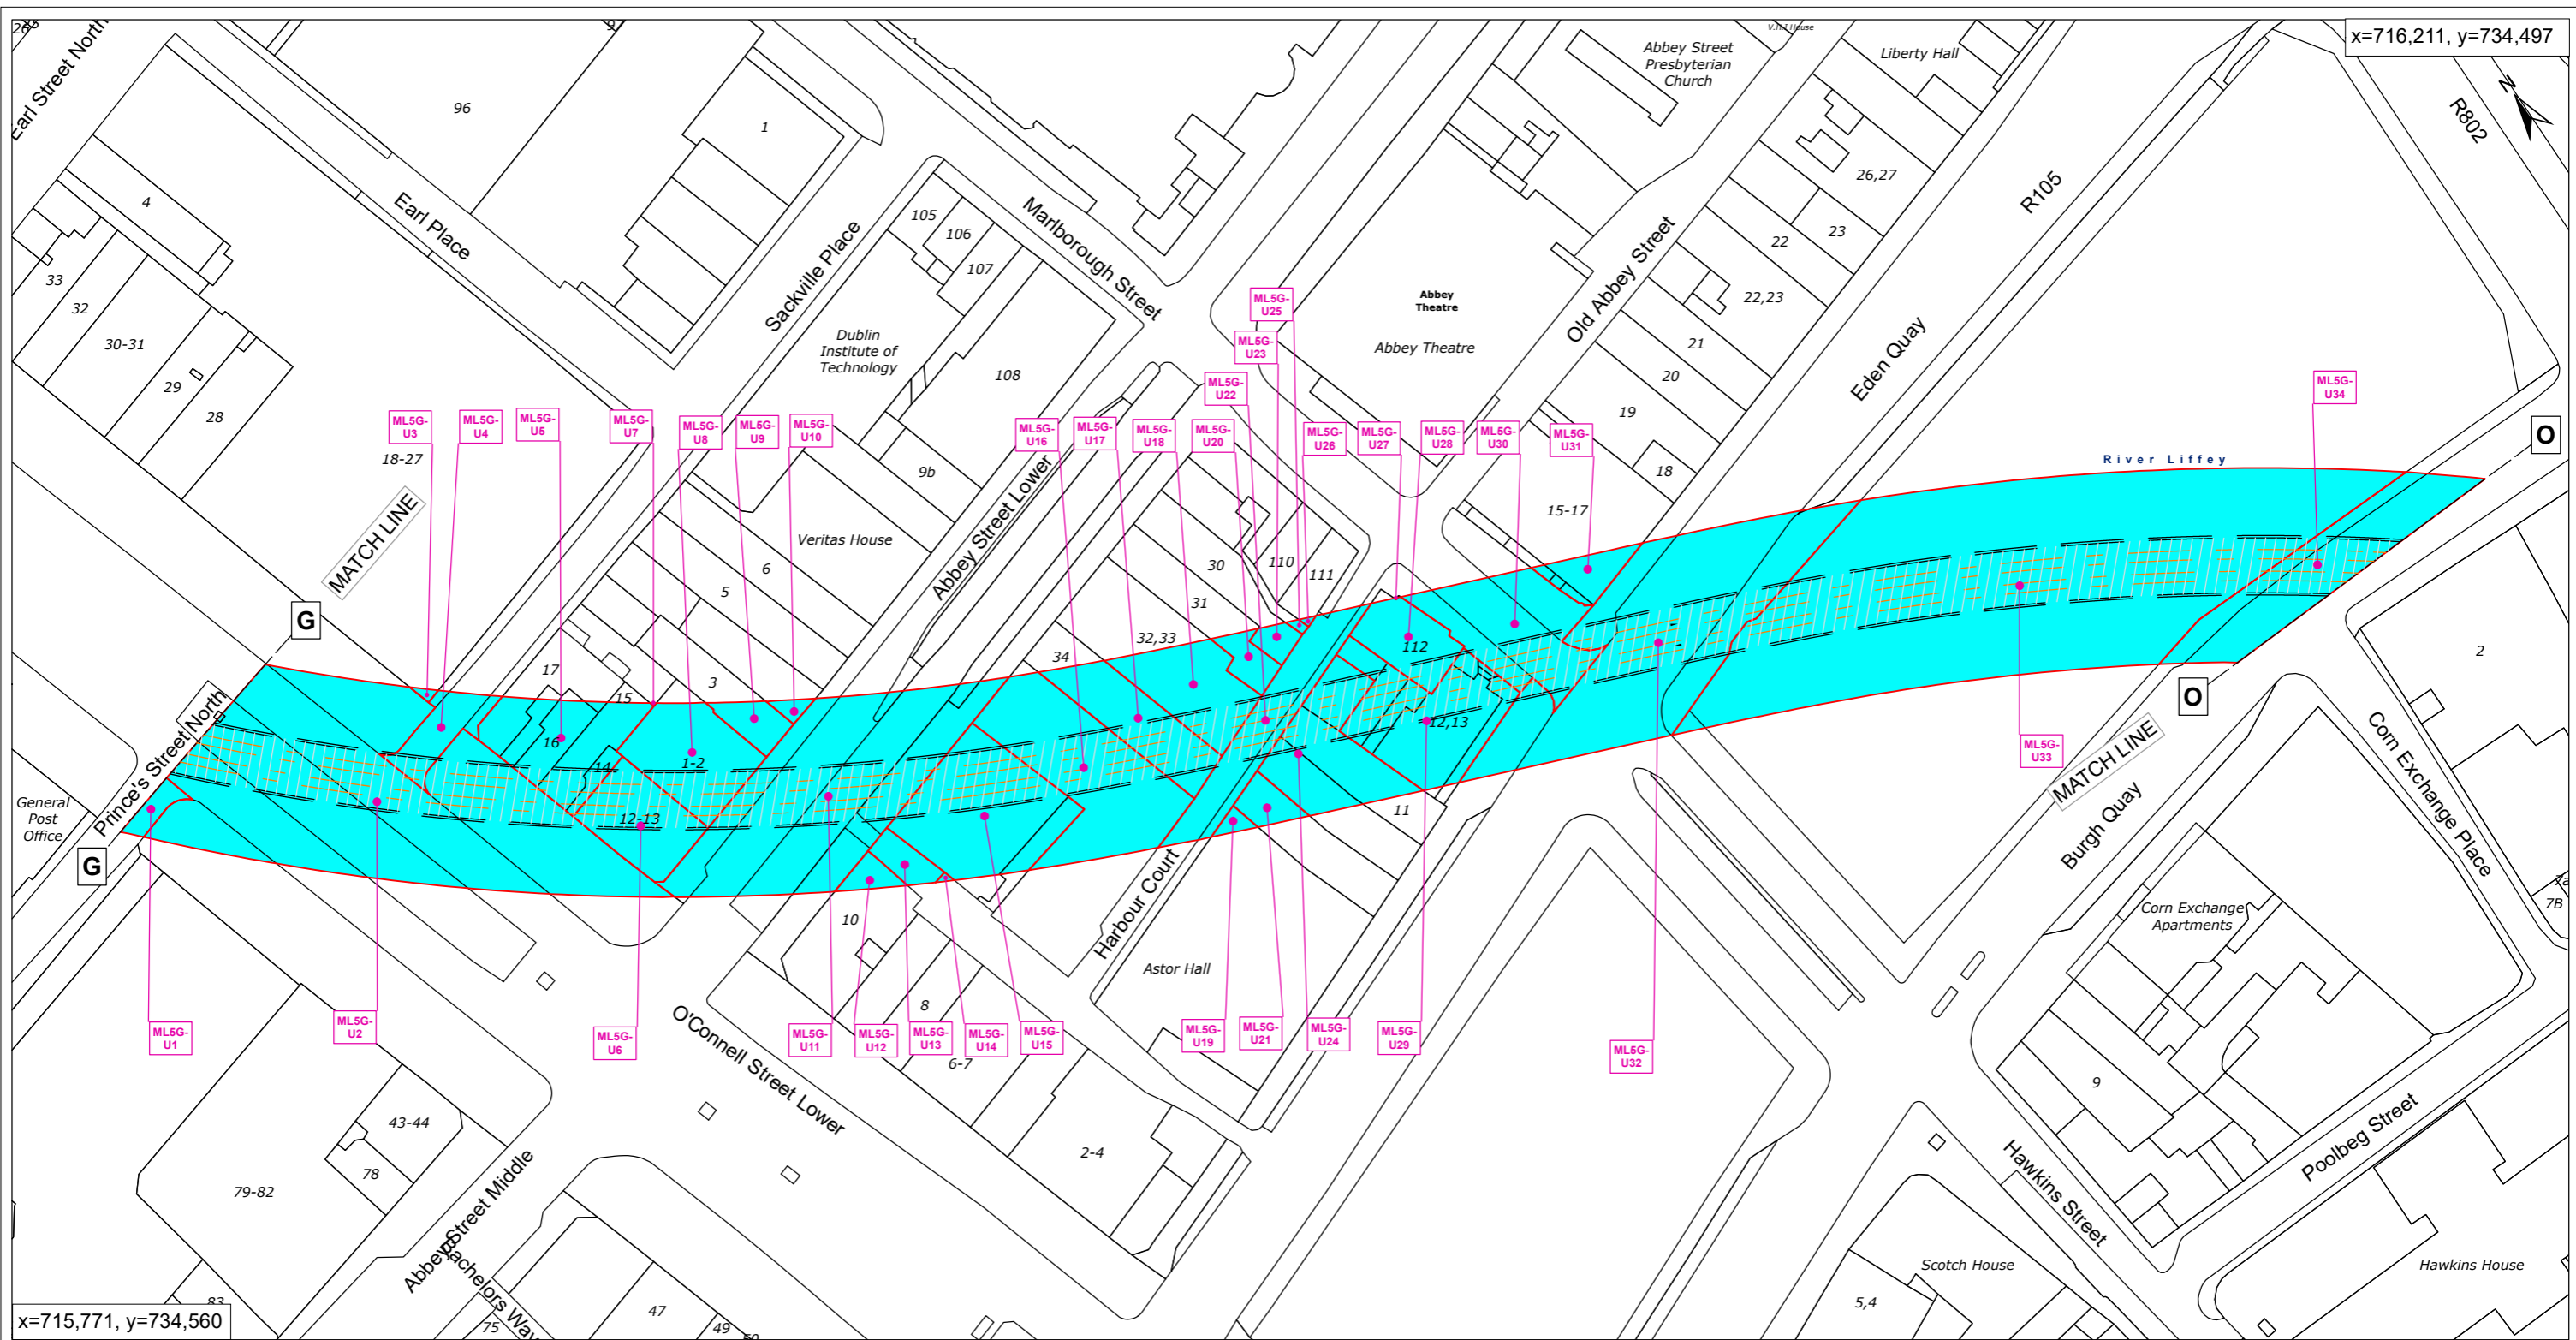 x=716,211, y=734,497
x=715,771, y=734,560
Earl Street North
96
1
4
33
32
30-31
29
28
18-27
Earl Place
Sackville Place
105
106
107
108
Marlborough Street
Dublin
Institute of
Technology
9b
Veritas House
Abbey Street Lower
Abbey Street
Presbyterian
Church
V.H.I House
Liberty Hall
R802
N
R105
26,27
23
22
22,23
21
20
19
18
15-17
Old Abbey Street
Eden Quay
Abbey
Theatre
Abbey Theatre
River Liffey
ML5G-
U25
ML5G-
U23
ML5G-
U22
ML5G-
U3
ML5G-
U4
ML5G-
U5
ML5G-
U7
ML5G-
U8
ML5G-
U9
ML5G-
U10
ML5G-
U16
ML5G-
U17
ML5G-
U18
ML5G-
U20
ML5G-
U26
ML5G-
U27
ML5G-
U28
ML5G-
U30
ML5G-
U31
ML5G-
U34
O
MATCH LINE
G
G
Prince's Street North
General
Post
Office
17
16
15
14
12-13
1-2
3
5
6
34
32,33
31
30
110
111
112
12,13
11
2
O
MATCH LINE
ML5G-
U33
Burgh Quay
Corn Exchange Place
Corn Exchange
Apartments
7B
Harbour Court
Astor Hall
10
8
6-7
2-4
O'Connell Street Lower
ML5G-
U1
ML5G-
U2
ML5G-
U6
ML5G-
U11
ML5G-
U12
ML5G-
U13
ML5G-
U14
ML5G-
U15
ML5G-
U19
ML5G-
U21
ML5G-
U24
ML5G-
U29
ML5G-
U32
43-44
78
79-82
83
Abbey Street Middle
Bachelors Way
75
47
49
9
Poolbeg Street
Hawkins Street
Scotch House
5,4
Hawkins House